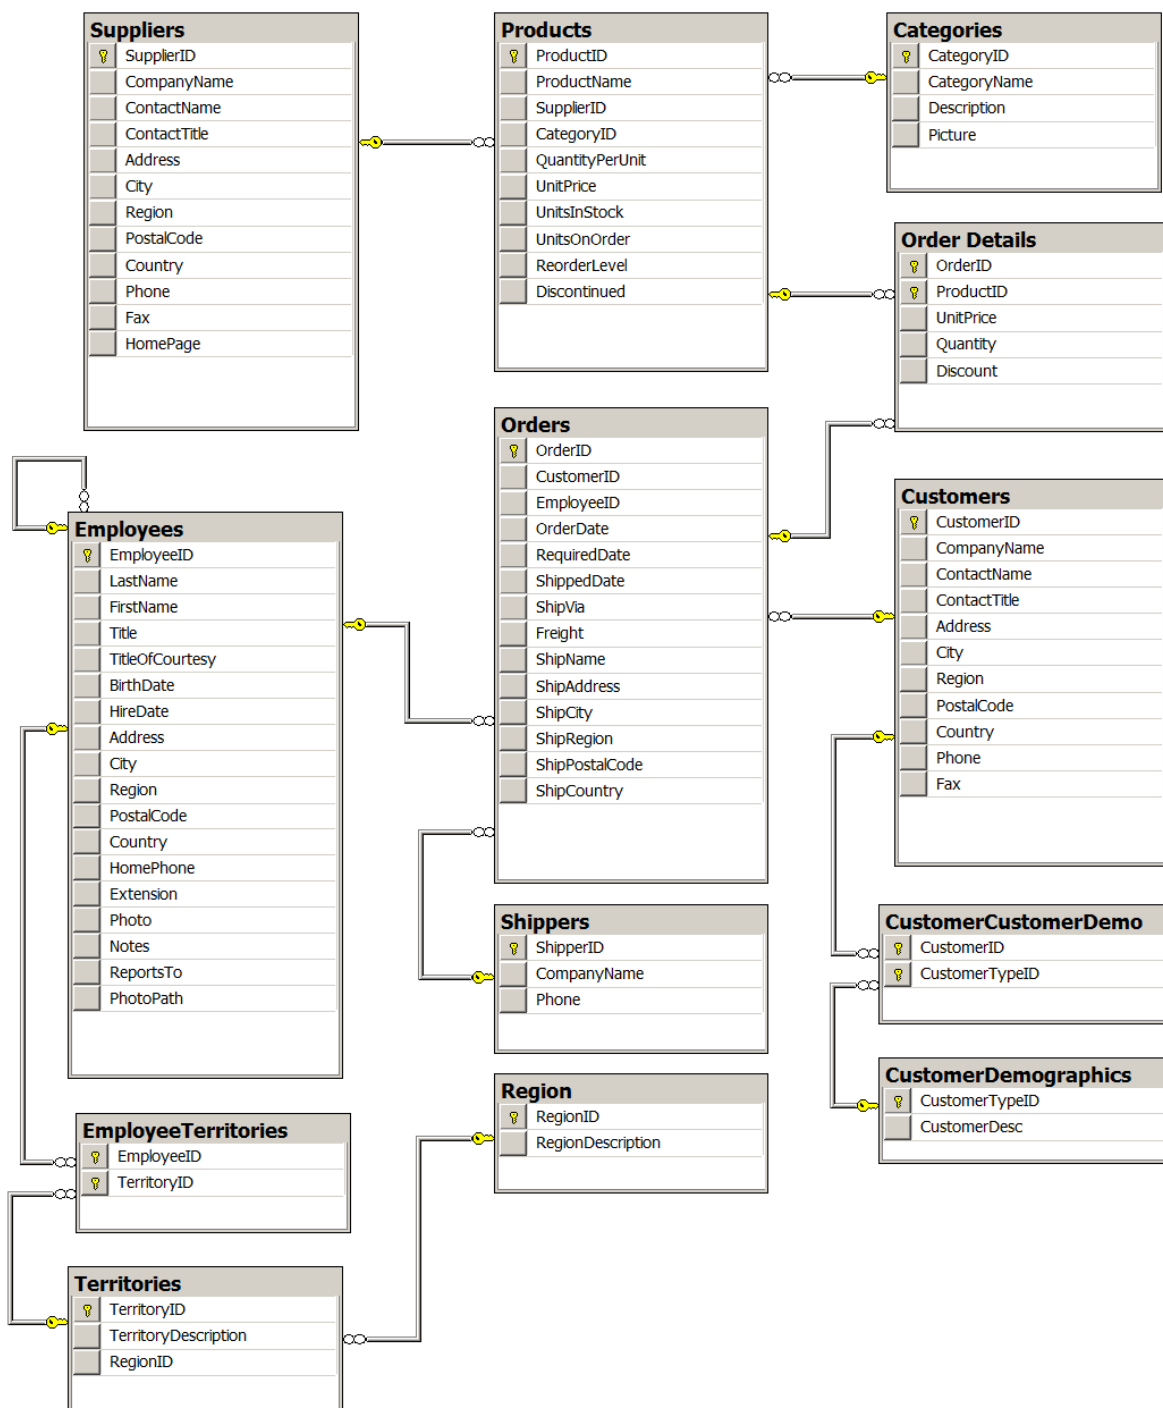 Suppliers
SupplierID
CompanyName
ContactName
ContactTitle
Address
City
Region
PostalCode
Country
Phone
Fax
HomePage
Products
ProductID
ProductName
SupplierID
CategoryID
QuantityPerUnit
UnitPrice
UnitsInStock
UnitsOnOrder
ReorderLevel
Discontinued
Categories
CategoryID
CategoryName
Description
Picture
Order Details
OrderID
ProductID
UnitPrice
Quantity
Discount
Orders
OrderID
CustomerID
EmployeeID
OrderDate
RequiredDate
ShippedDate
ShipVia
Freight
ShipName
ShipAddress
ShipCity
ShipRegion
ShipPostalCode
ShipCountry
Employees
EmployeeID
LastName
FirstName
Title
TitleOfCourtesy
BirthDate
HireDate
Address
City
Region
PostalCode
Country
HomePhone
Extension
Photo
Notes
ReportsTo
PhotoPath
Customers
CustomerID
CompanyName
ContactName
ContactTitle
Address
City
Region
PostalCode
Country
Phone
Fax
Shippers
ShipperID
CompanyName
Phone
CustomerCustomerDemo
CustomerID
CustomerTypeID
CustomerDemographics
CustomerTypeID
CustomerDesc
Region
RegionID
RegionDescription
EmployeeTerritories
EmployeeID
TerritoryID
Territories
TerritoryID
TerritoryDescription
RegionID